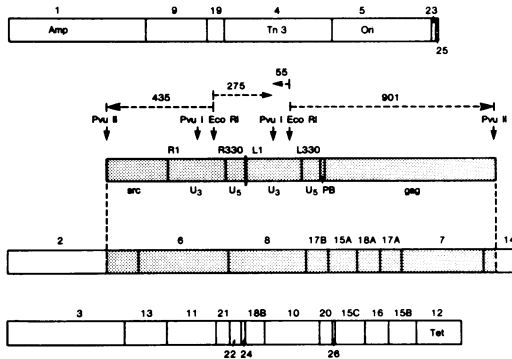 1 9 19 4 5 23
Amp Tn 3 Ori
25
55
275
435 901
Pvu II Pvu I Eco RI Pvu I Eco RI Pvu II
R1 R330 L1 L330
src U3 U5 U3 U5 PB gag
2 6 8 17B 15A 18A 17A 7 14
3 13 11 21 18B 10 20 15C 16 15B 12
Tet
22 24 26